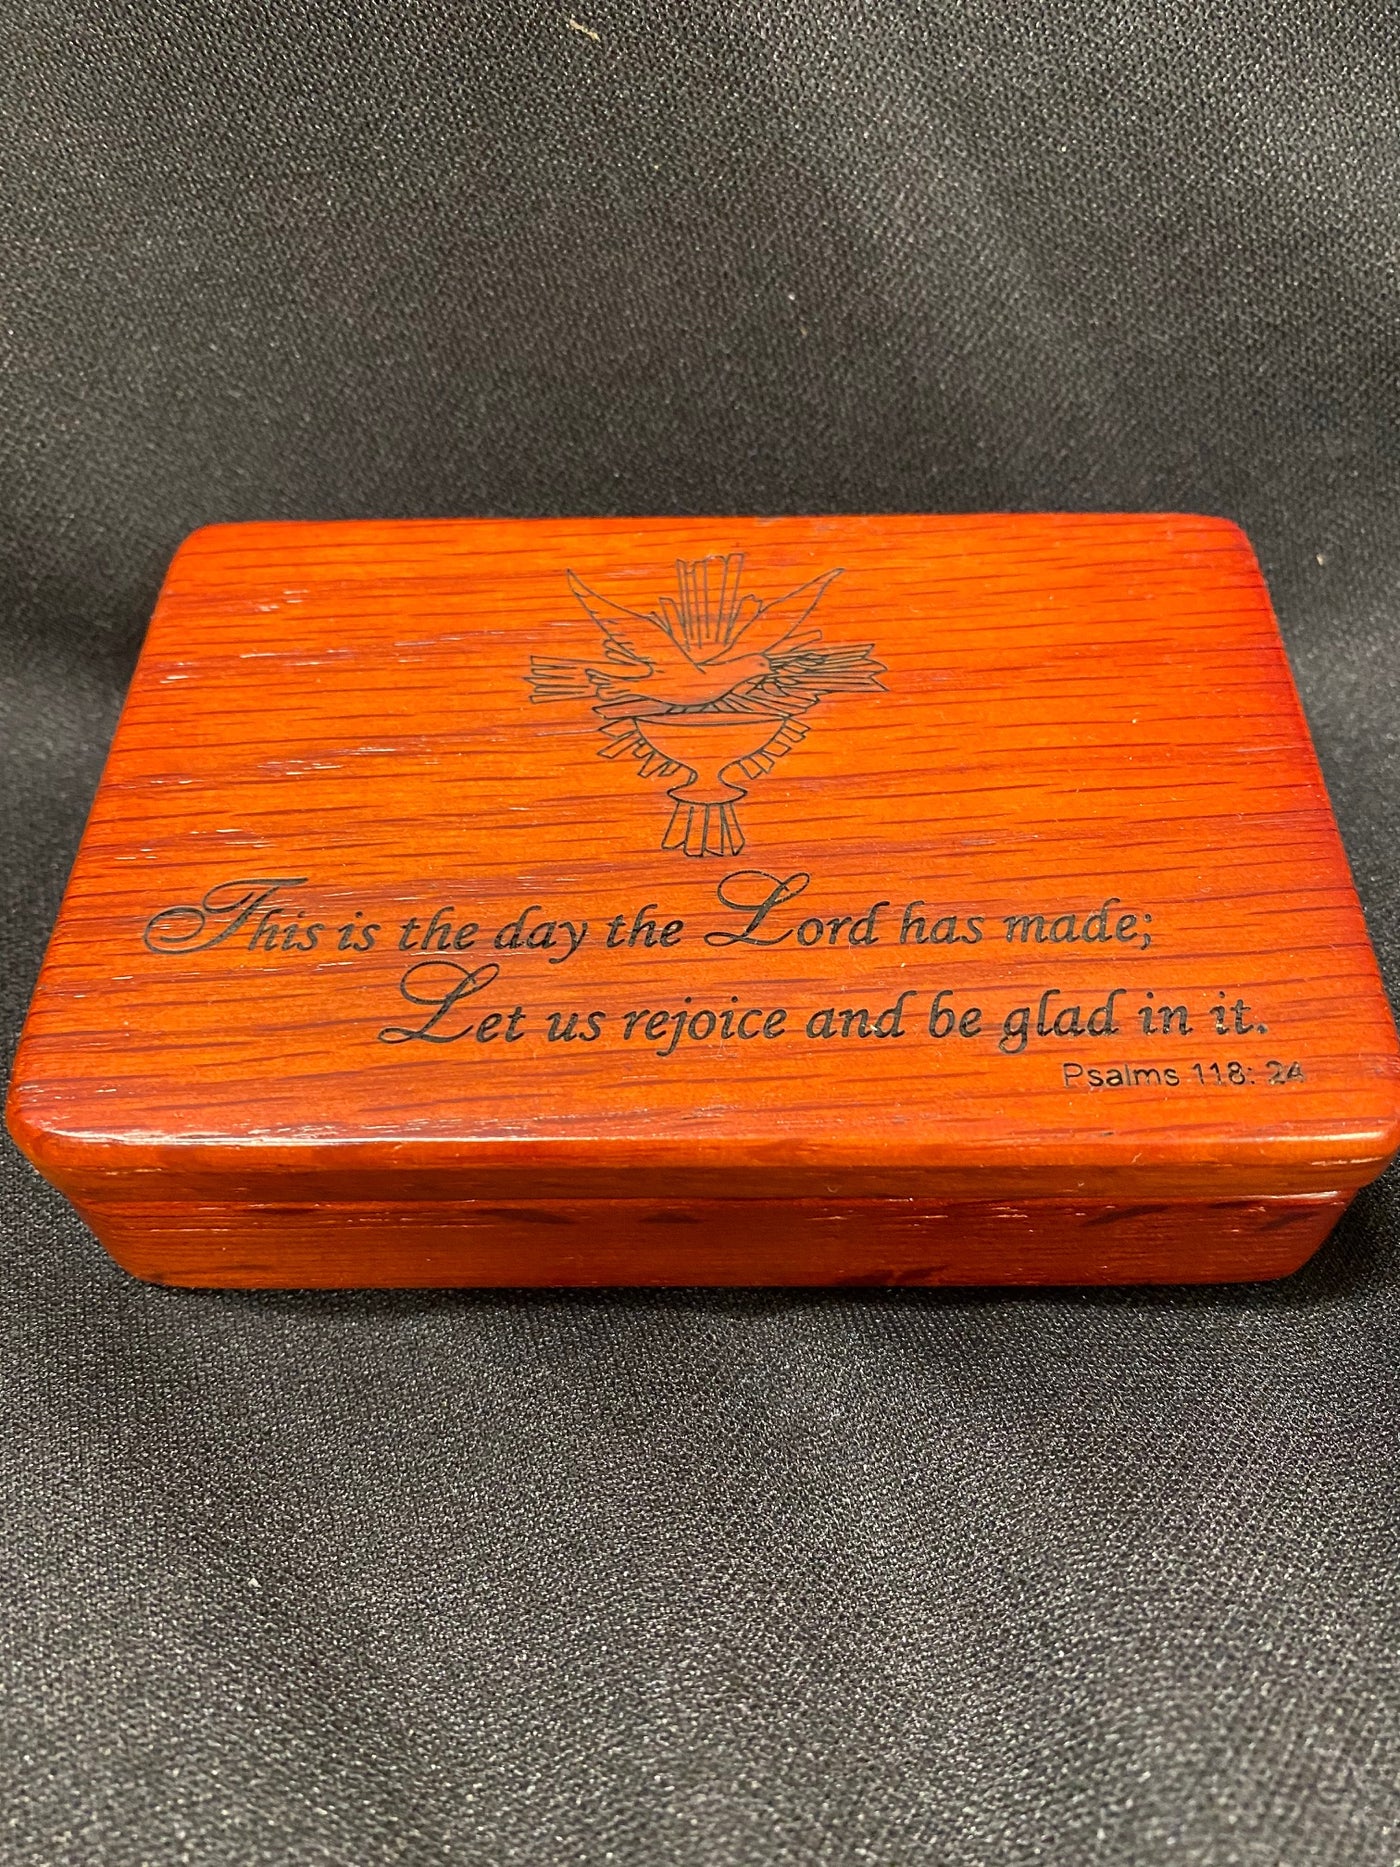 This is the day the Lord has made;
Let us rejoice and be glad in it.
Psalms 118: 24